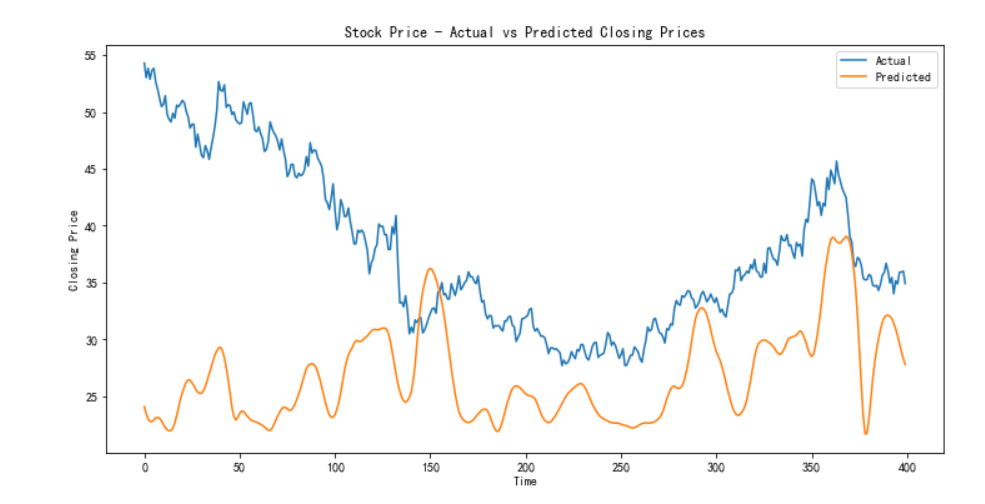 Stock Price - Actual vs Predicted Closing Prices
Actual
Predicted
55
50
45
40
35
30
25
Closing Price
0 50 100 150 200 250 300 350 400
Time